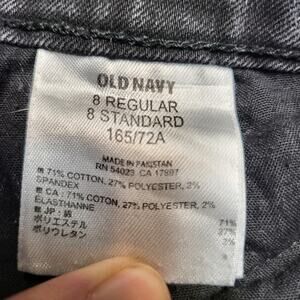 OLD NAVY
8 REGULAR
8 STANDARD
165/72A
MADE IN PAKISTAN
RN 54023 CA 17897
71% COTTON, 27% POLYESTER, 2%
SPANDEX
CA : 71% COTON, 27% POLYESTER, 2%
ÉLASTHANNE
JP : 綿 71%
ポリエステル 27%
ポリウレタン 2%